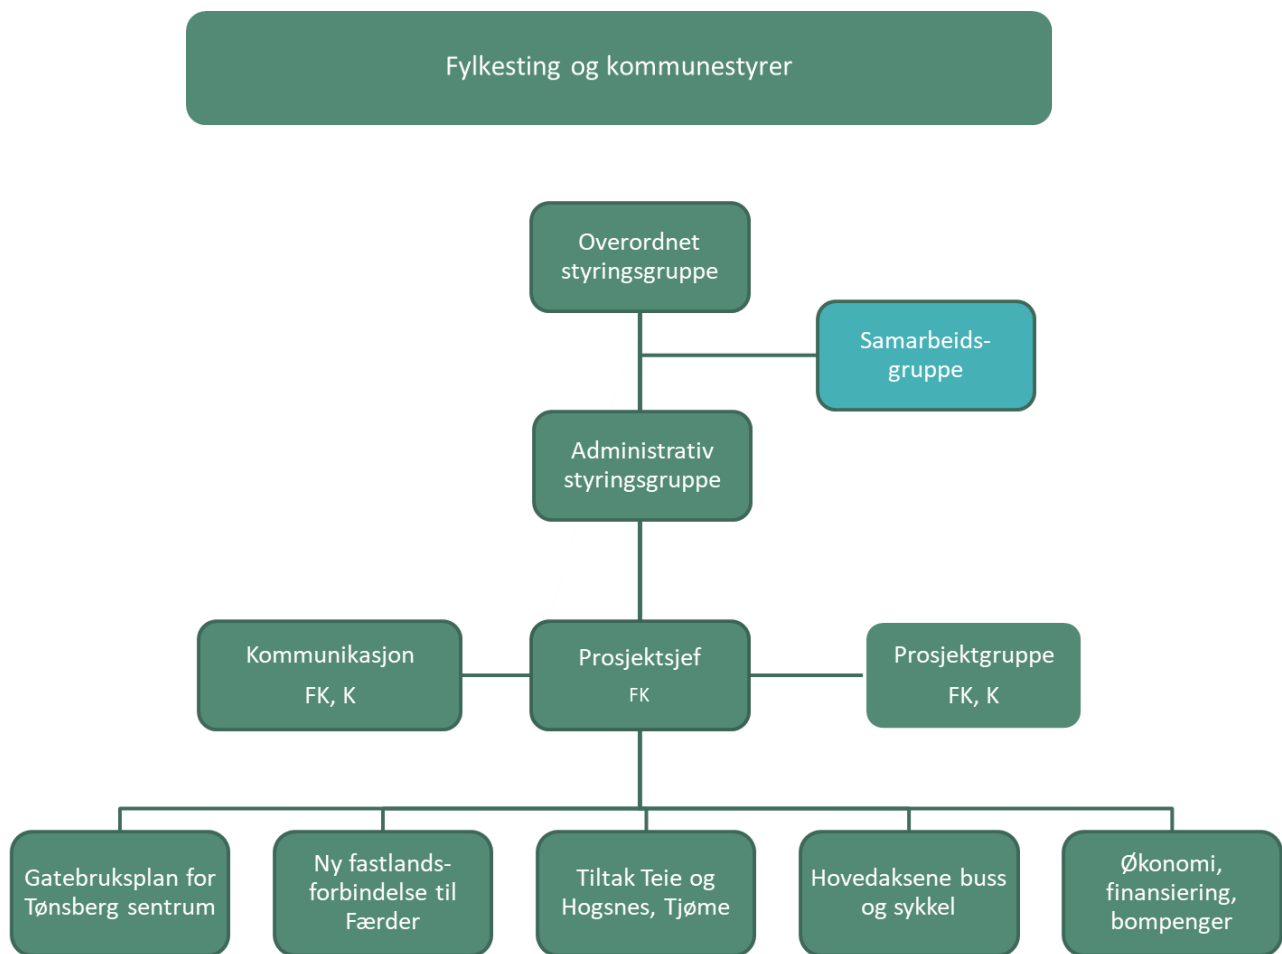 Fylkesting og kommunestyrer
Overordnet
styringsgruppe
Samarbeids-
gruppe
Administrativ
styringsgruppe
Kommunikasjon
FK, K
Prosjektsjef
FK
Prosjektgruppe
FK, K
Gatebruksplan for
Tønsberg sentrum
Ny fastlands-
forbindelse til
Færder
Tiltak Teie og
Hogsnes, Tjøme
Hovedaksene buss
og sykkel
Økonomi,
finansiering,
bompenger